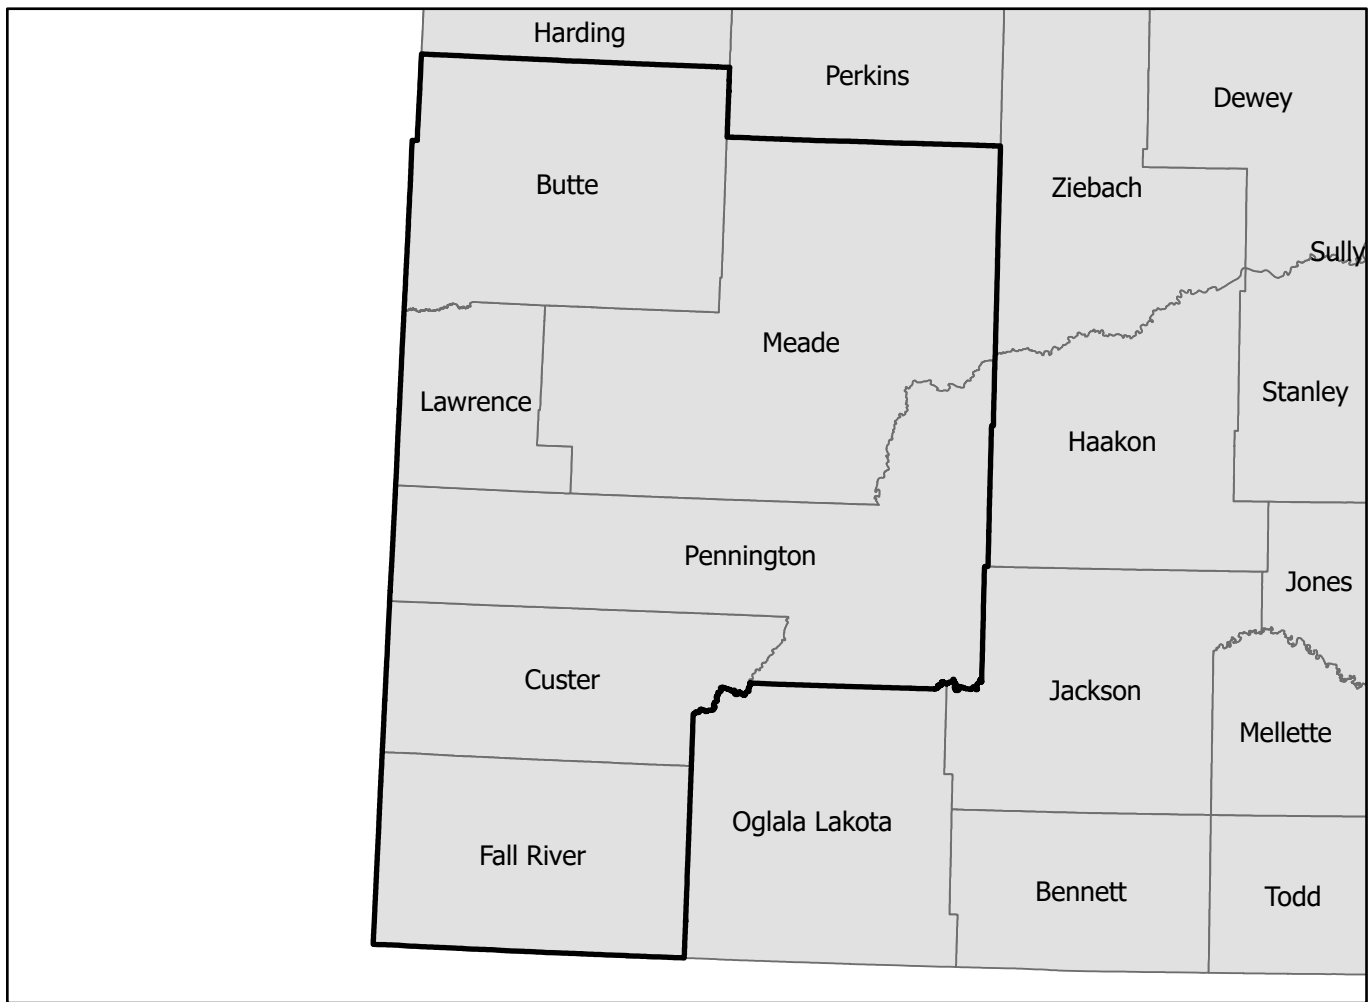 Harding
Perkins
Dewey
Butte
Ziebach
Sully
Meade
Stanley
Lawrence
Haakon
Pennington
Jones
Custer
Jackson
Mellette
Oglala Lakota
Fall River
Bennett
Todd